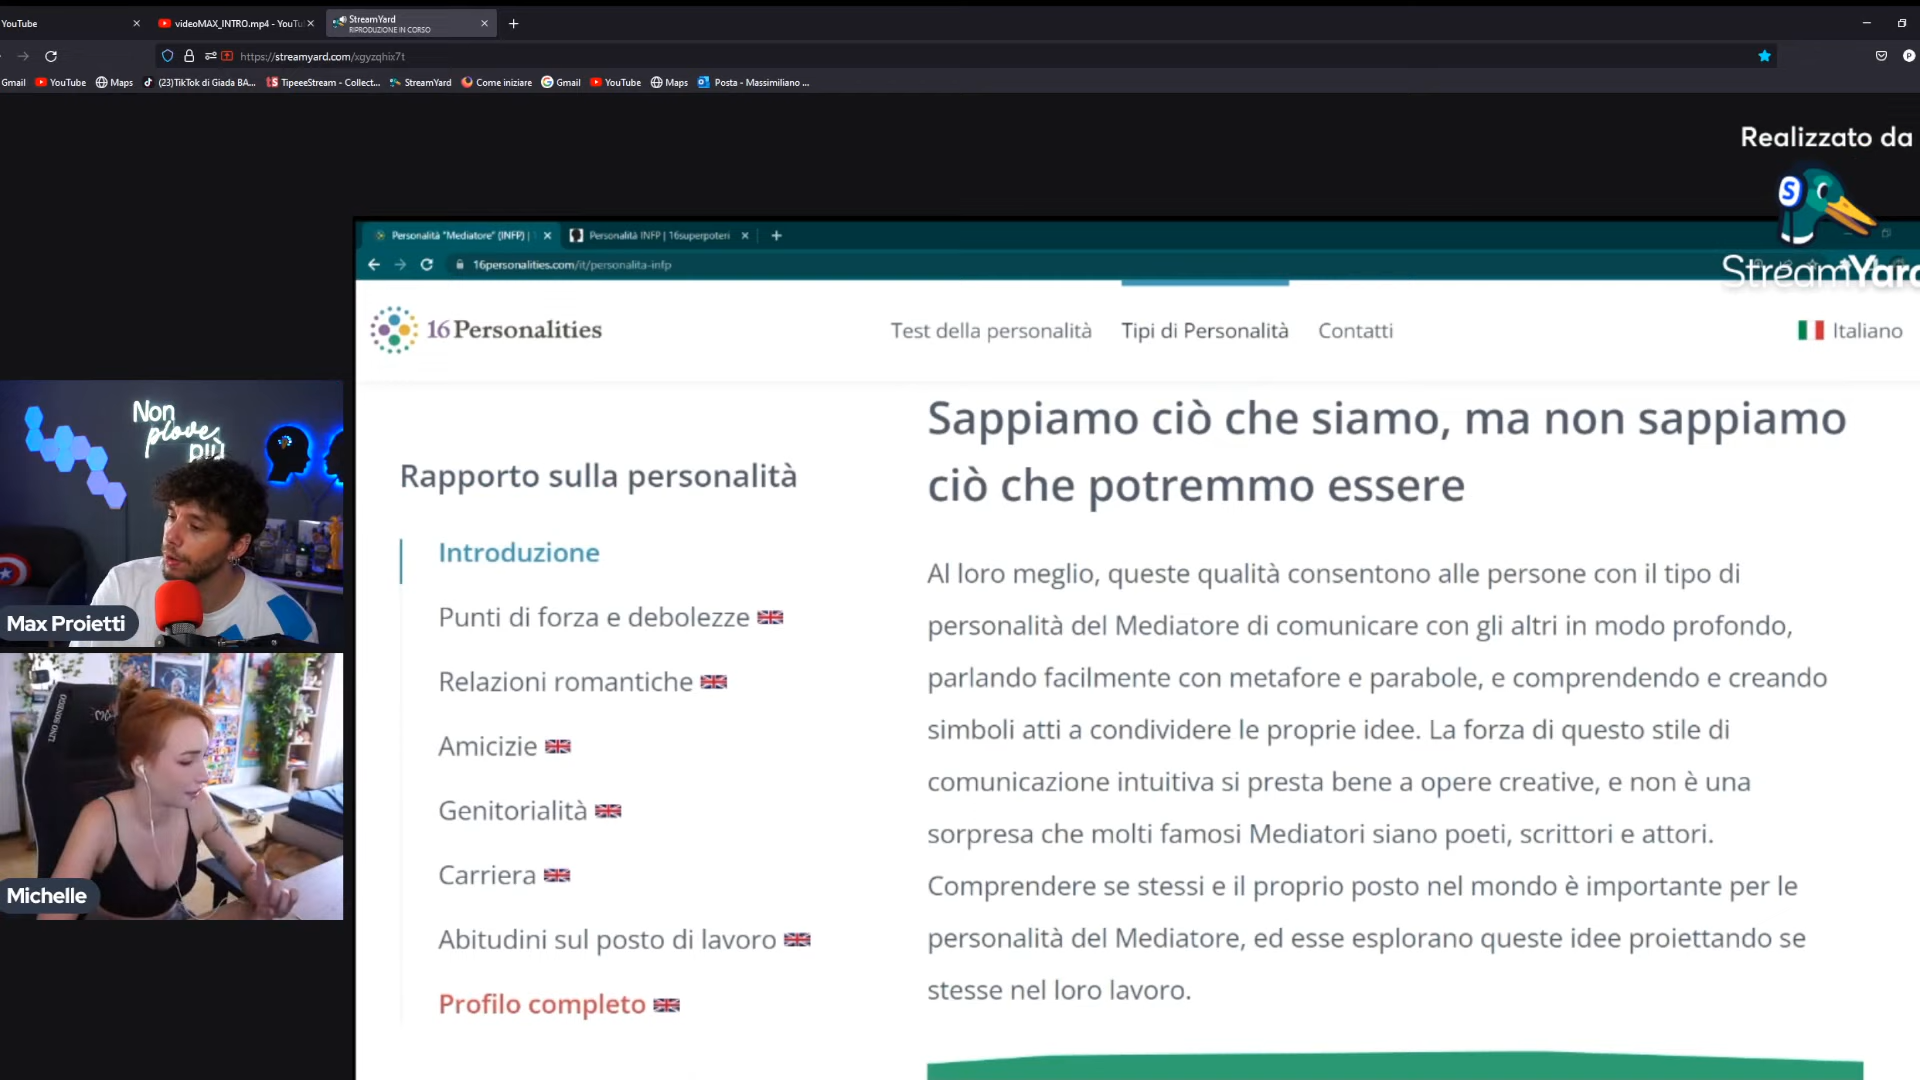 YouTube
videoMAX_INTRO.mp4 - YouTu
StreamYard
RIPRODUZIONE IN CORSO
https://streamyard.com/xgyzqhix7t
Gmail
YouTube
Maps
(23)TikTok di Giada BA...
TipeeeStream - Collect...
StreamYard
Come iniziare
Gmail
YouTube
Maps
Posta - Massimiliano ...
Realizzato da
S
StreamYard
Personalità "Mediatore" (INFP) |
Personalità INFP | 16superpoteri
16personalities.com/it/personalita-infp
16Personalities
Test della personalità
Tipi di Personalità
Contatti
Italiano
Rapporto sulla personalità
Introduzione
Punti di forza e debolezze
Relazioni romantiche
Amicizie
Genitorialità
Carriera
Abitudini sul posto di lavoro
Profilo completo
Sappiamo ciò che siamo, ma non sappiamo
ciò che potremmo essere
Al loro meglio, queste qualità consentono alle persone con il tipo di
personalità del Mediatore di comunicare con gli altri in modo profondo,
parlando facilmente con metafore e parabole, e comprendendo e creando
simboli atti a condividere le proprie idee. La forza di questo stile di
comunicazione intuitiva si presta bene a opere creative, e non è una
sorpresa che molti famosi Mediatori siano poeti, scrittori e attori.
Comprendere se stessi e il proprio posto nel mondo è importante per le
personalità del Mediatore, ed esse esplorano queste idee proiettando se
stesse nel loro lavoro.
Non
piove
più
Max Proietti
LINO SONEGO
Michelle